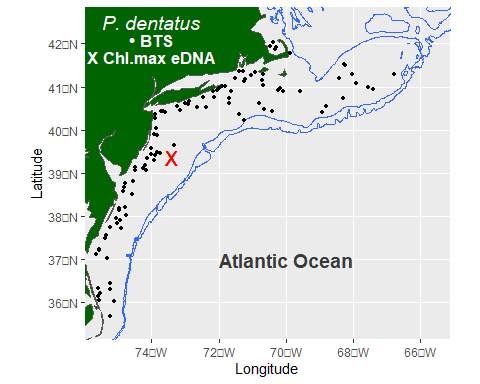 P. dentatus
• BTS
X Chl.max eDNA
42□N
41□N
40□N
39□N
38□N
37□N
36□N
Latitude
X
Atlantic Ocean
74□W 72□W 70□W 68□W 66□W
Longitude